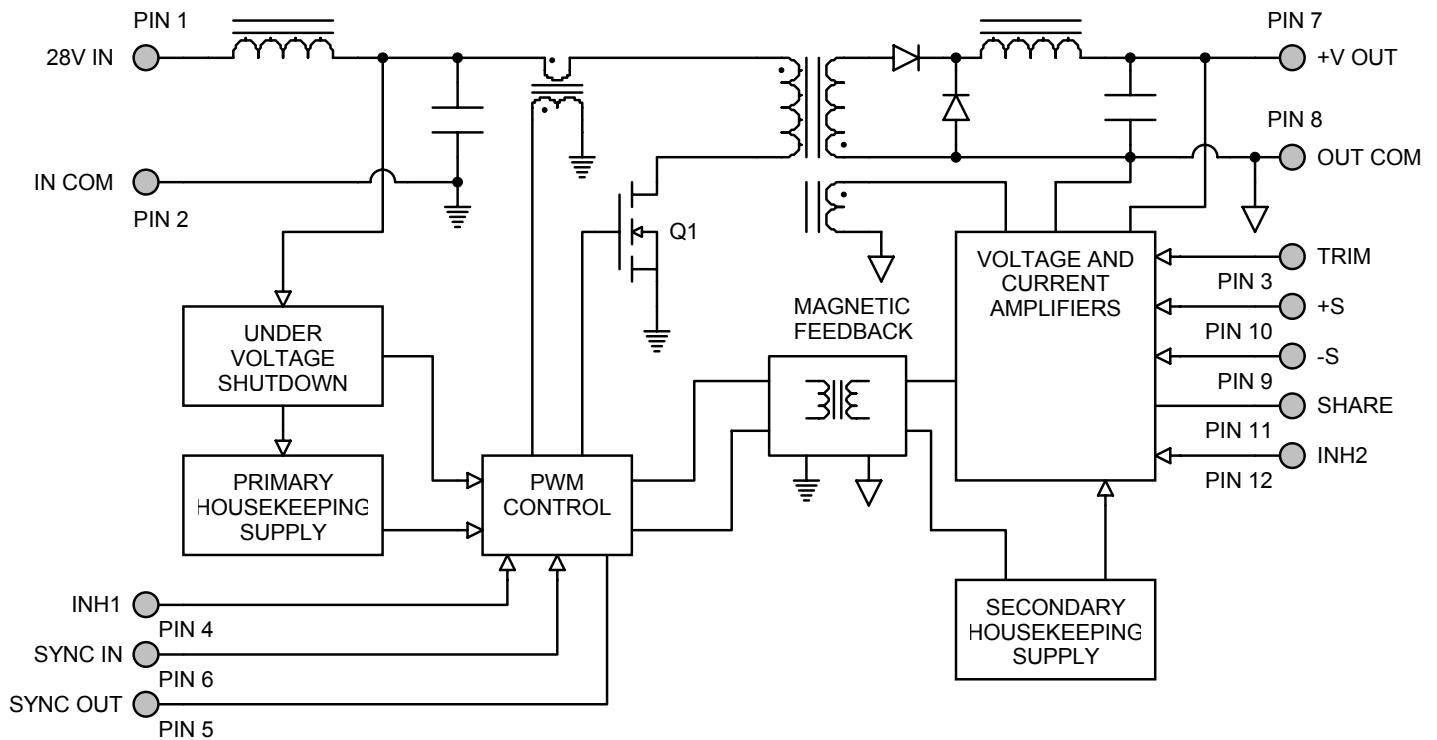 PIN 1
28V IN
IN COM
PIN 2
PIN 7
+V OUT
PIN 8
OUT COM
Q1
UNDER
VOLTAGE
SHUTDOWN
PRIMARY
HOUSEKEEPING
SUPPLY
PWM
CONTROL
MAGNETIC
FEEDBACK
VOLTAGE AND
CURRENT
AMPLIFIERS
TRIM
PIN 3
+S
PIN 10
-S
PIN 9
SHARE
PIN 11
INH2
PIN 12
SECONDARY
HOUSEKEEPING
SUPPLY
INH1
PIN 4
SYNC IN
PIN 6
SYNC OUT
PIN 5